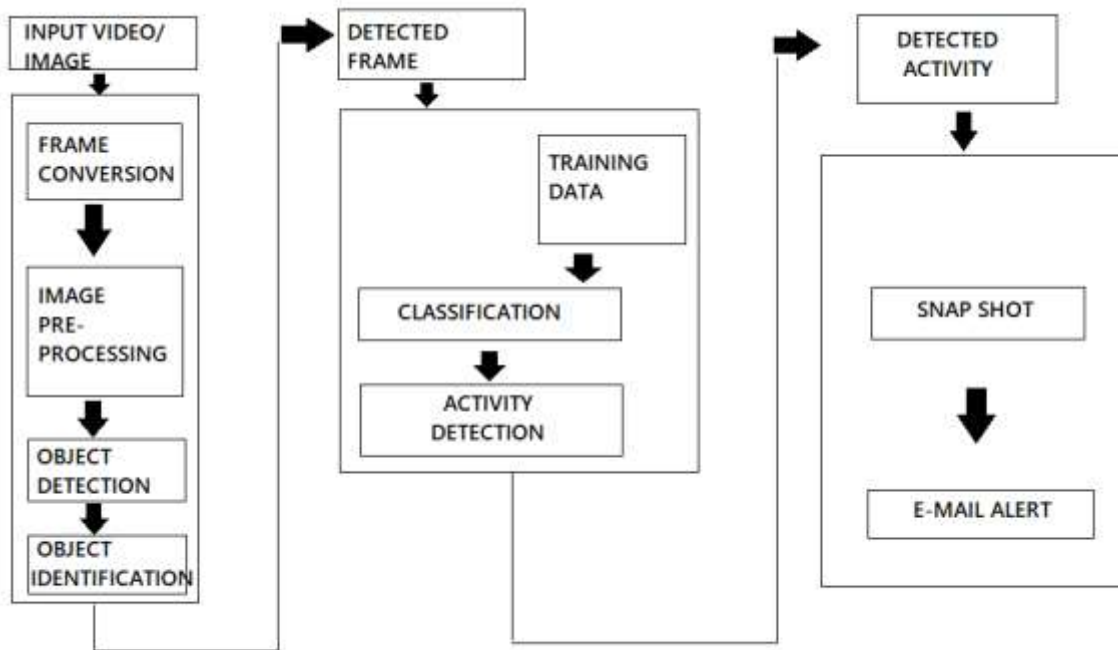 INPUT VIDEO/
IMAGE
FRAME
CONVERSION
IMAGE
PRE-
PROCESSING
OBJECT
DETECTION
OBJECT
IDENTIFICATION
DETECTED
FRAME
TRAINING
DATA
CLASSIFICATION
ACTIVITY
DETECTION
DETECTED
ACTIVITY
SNAP SHOT
E-MAIL ALERT